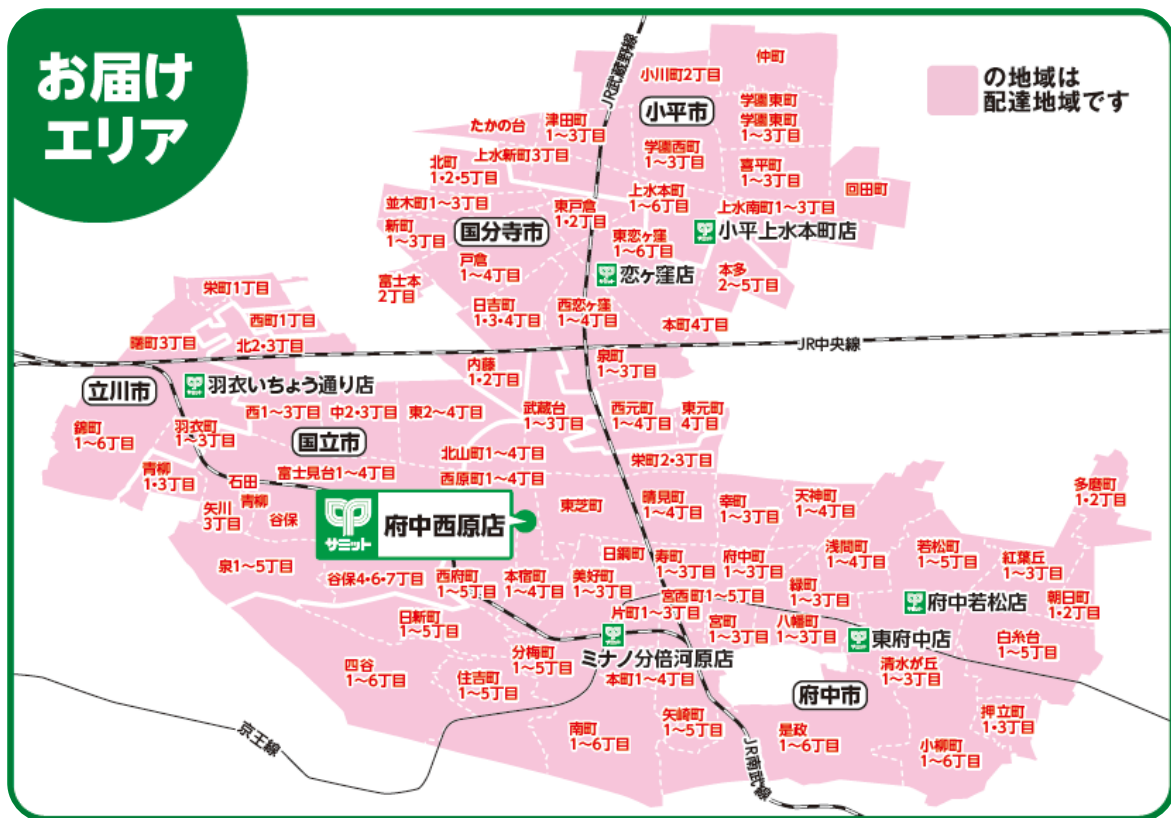 お届け
エリア
の地域は
配達地域です
JR武蔵野線
仲町
小川町2丁目
小平市
学園東町
学園東町
1～3丁目
津田町
1～3丁目
たかの台
上水新町3丁目
学園西町
1～3丁目
喜平町
1～3丁目
回田町
北町
1・2・5丁目
上水本町
1～6丁目
上水南町1～3丁目
並木町1～3丁目
東戸倉
1・2丁目
新町
1～3丁目
国分寺市
小平上水本町店
東恋ヶ窪
1～6丁目
戸倉
1～4丁目
恋ヶ窪店
本多
2～5丁目
富士本
2丁目
栄町1丁目
日吉町
1・3・4丁目
西恋ヶ窪
1～4丁目
本町4丁目
西町1丁目
曙町3丁目
北2・3丁目
JR中央線
内藤
1・2丁目
泉町
1～3丁目
立川市
羽衣いちょう通り店
西1～3丁目
中2・3丁目
東2～4丁目
武蔵台
1～3丁目
西元町
1～4丁目
東元町
4丁目
錦町
1～6丁目
羽衣町
1～3丁目
国立市
北山町1～4丁目
栄町2・3丁目
青柳
1・3丁目
石田
富士見台1～4丁目
西原町1～4丁目
矢川
3丁目
青柳
谷保
サミット
府中西原店
東芝町
晴見町
1～4丁目
幸町
1～3丁目
天神町
1～4丁目
多磨町
1・2丁目
泉1～5丁目
谷保4・6・7丁目
西府町
1～5丁目
本宿町
1～4丁目
美好町
1～3丁目
日鋼町
寿町
1～3丁目
府中町
1～3丁目
浅間町
1～4丁目
若松町
1～5丁目
紅葉丘
1～3丁目
緑町
1～3丁目
宮西町1～5丁目
片町1～3丁目
府中若松店
朝日町
1・2丁目
日新町
1～5丁目
宮町
1～3丁目
八幡町
1～3丁目
東府中店
白糸台
1～5丁目
分梅町
1～5丁目
ミナノ分倍河原店
本町1～4丁目
清水が丘
1～3丁目
四谷
1～6丁目
住吉町
1～5丁目
府中市
京王線
南町
1～6丁目
矢崎町
1～5丁目
JR南武線
是政
1～6丁目
押立町
1・3丁目
小柳町
1～6丁目